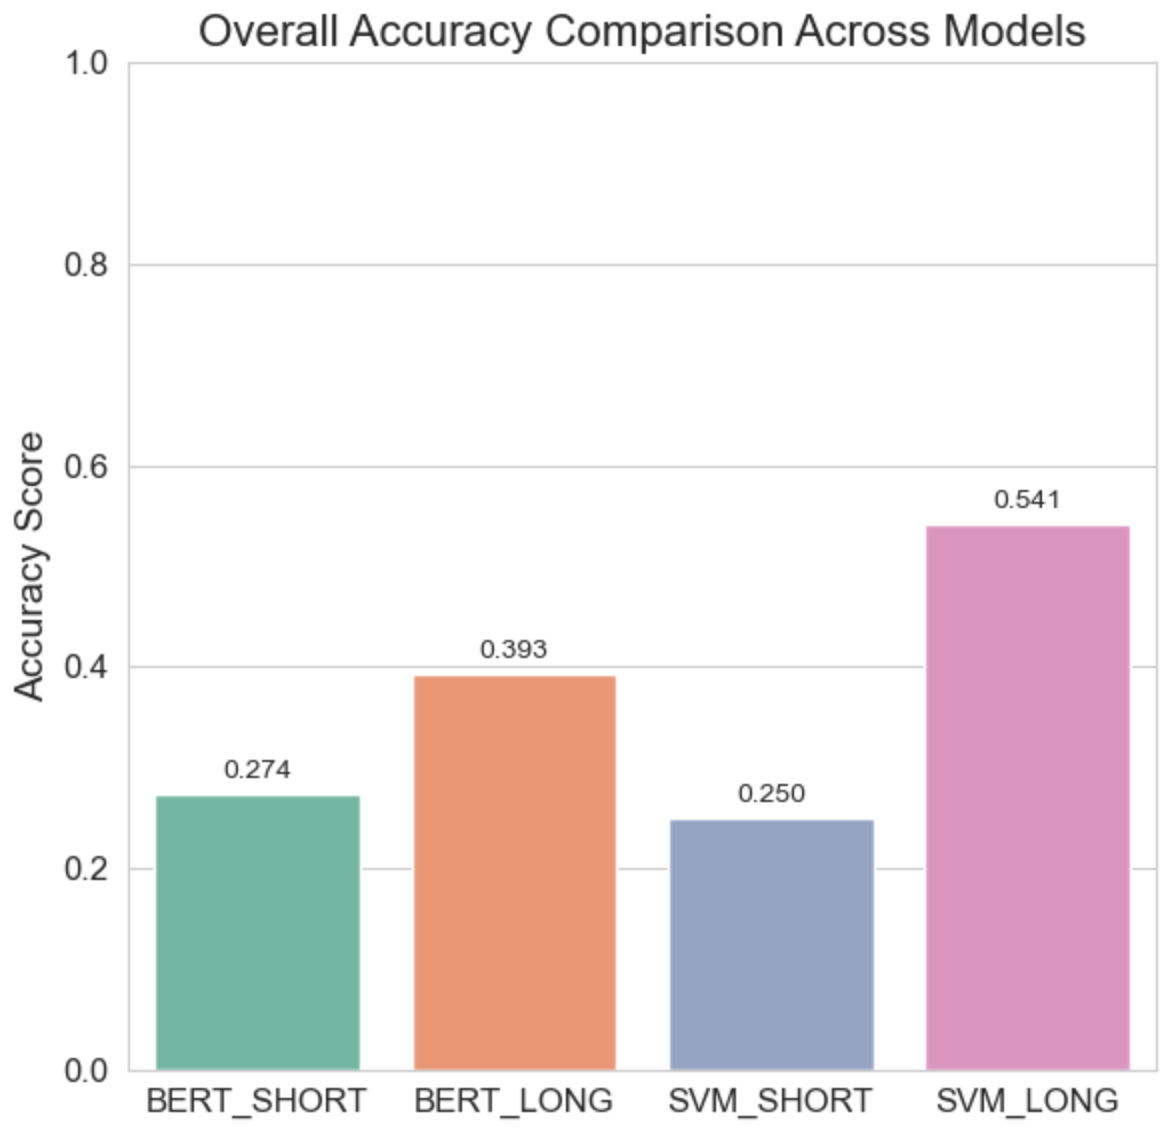 Overall Accuracy Comparison Across Models
Accuracy Score
1.0
0.8
0.6
0.4
0.2
0.0
0.274
0.393
0.250
0.541
BERT_SHORT
BERT_LONG
SVM_SHORT
SVM_LONG